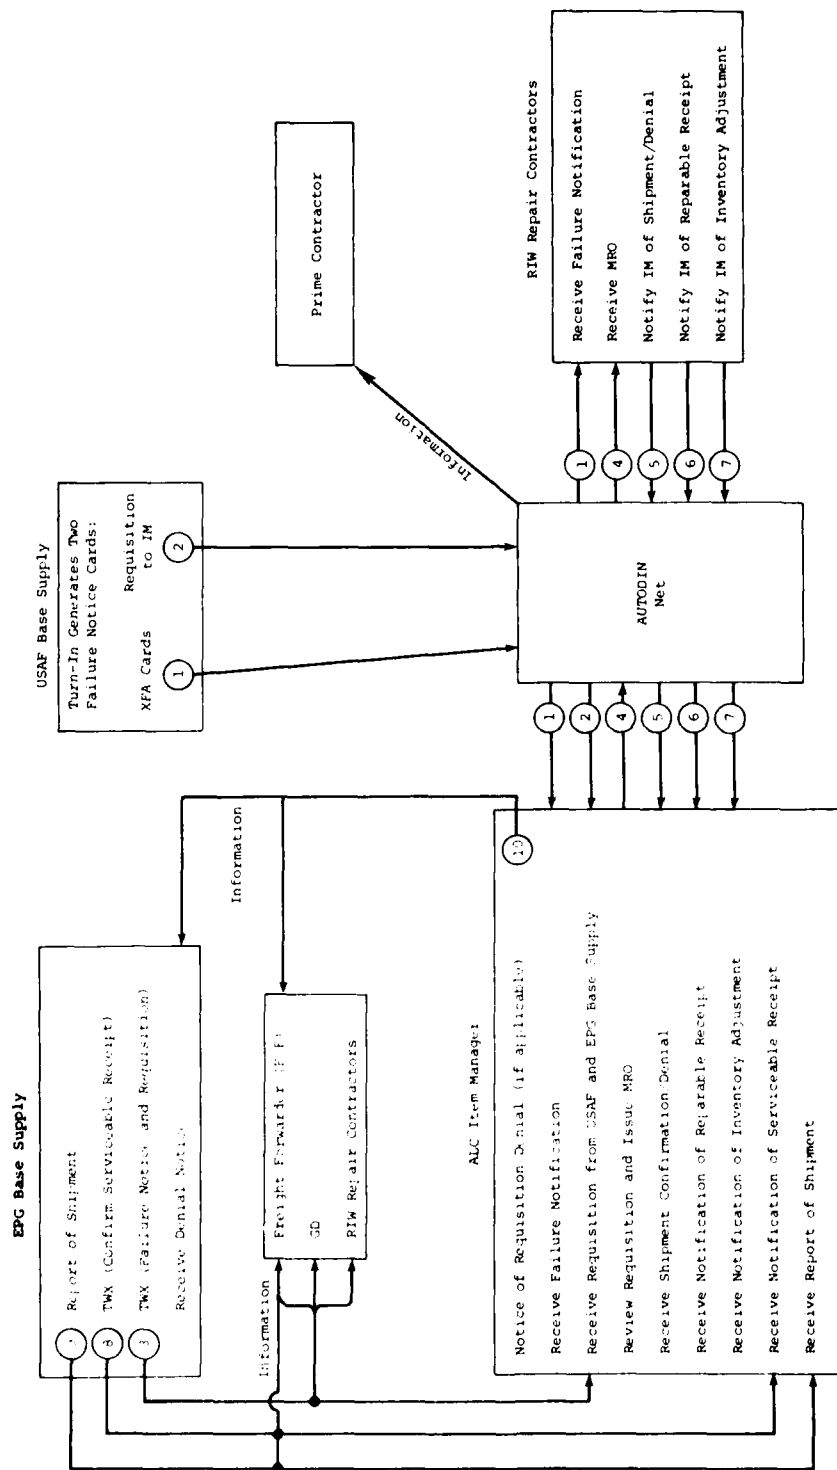 EPG Base Supply
Report of Shipment
8
TWX (Confirm Serviceable Receipt)
3
TWX (Failure Notice and Requisition)
Receive Denial Notice
Information
Information
Freight Forwarder
GD
RIW Repair Contractors
ALC Item Manager
10
Notice of Requisition Denial (if applicable)
Receive Failure Notification
Receive Requisition from USAF and EPG Base Supply
Review Requisition and Issue MRO
Receive Shipment Confirmation/Denial
Receive Notification of Reparable Receipt
Receive Notification of Inventory Adjustment
Receive Notification of Serviceable Receipt
Receive Report of Shipment
1
2
4
5
6
7
USAF Base Supply
Turn-In Generates Two
Failure Notice Cards:
XFA Cards
1
Requisition
to IM
2
AUTODIN
Net
Information
Prime Contractor
1
4
5
6
7
RIW Repair Contractors
Receive Failure Notification
Receive MRO
Notify IM of Shipment/Denial
Notify IM of Reparable Receipt
Notify IM of Inventory Adjustment